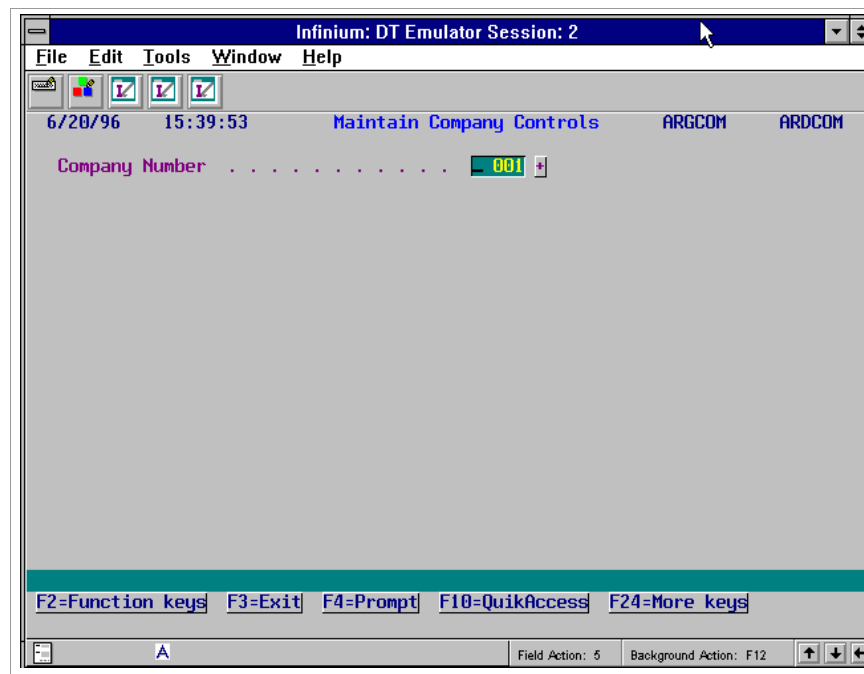 Infinium: DT Emulator Session: 2
File Edit Tools Window Help
6/20/96 15:39:53 Maintain Company Controls ARGCOM ARDCOM
Company Number . . . . . . . . . . . _ 001 +
F2=Function keys F3=Exit F4=Prompt F10=QuikAccess F24=More keys
A Field Action: 5 Background Action: F12